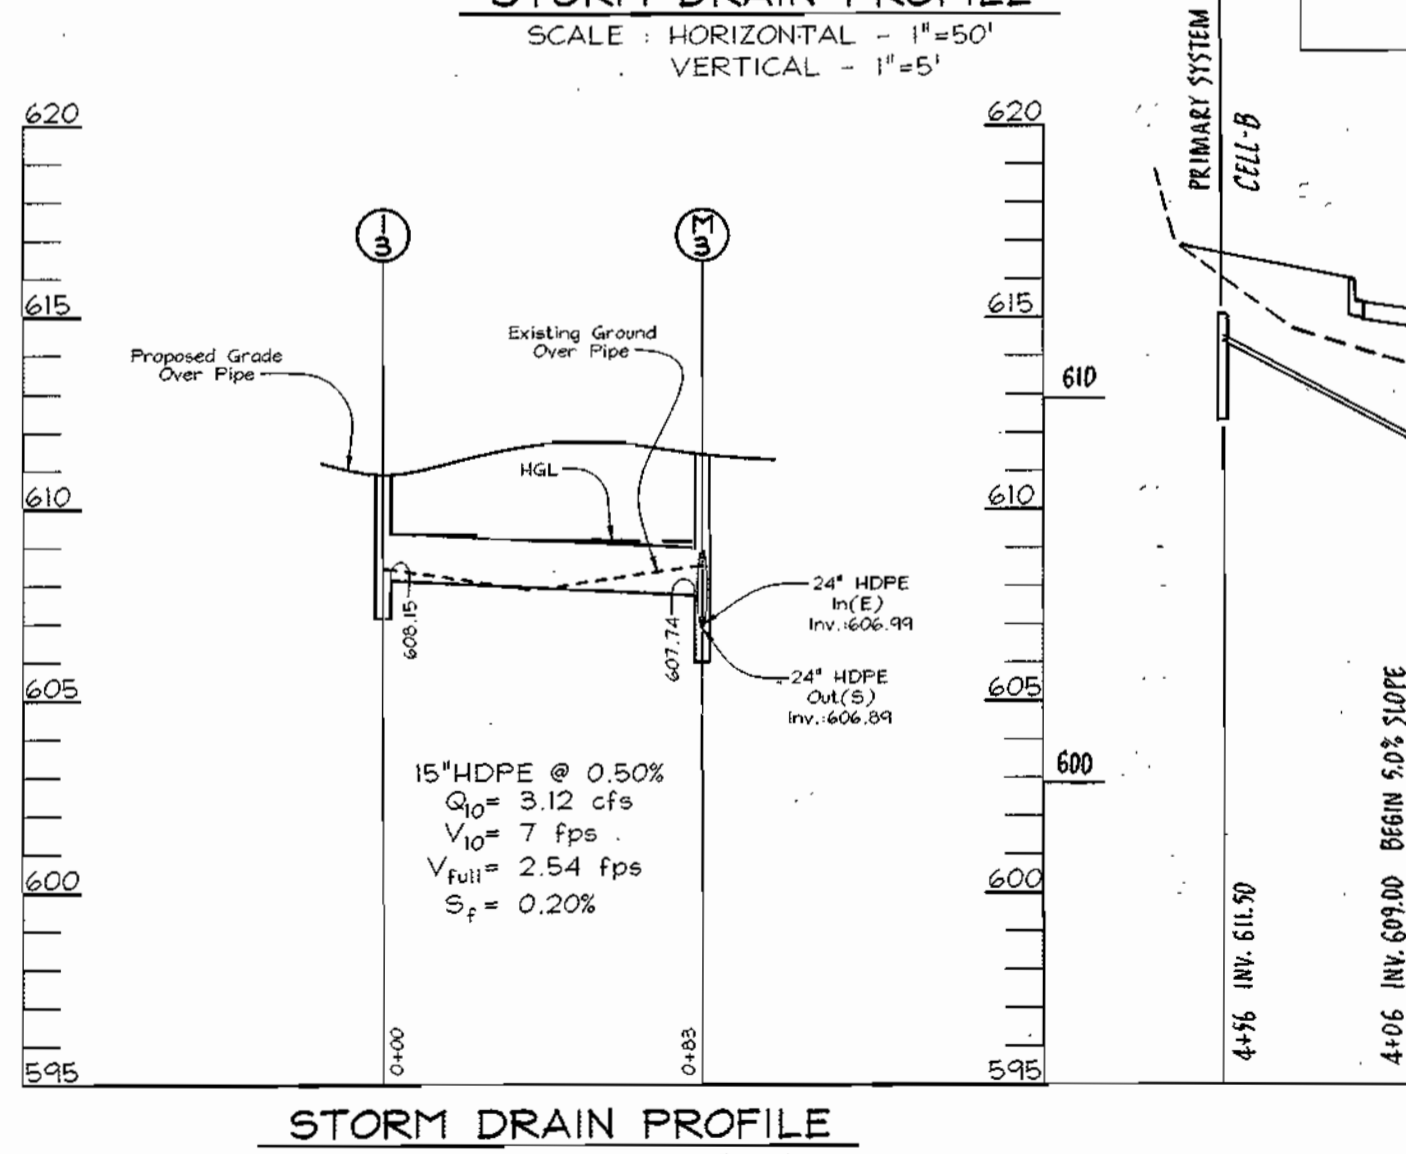 STORM DRAIN PROFILE
SCALE : HORIZONTAL - 1"=50'
VERTICAL - 1"=5'
620
615
610
605
600
595
I
3
M
3
Proposed Grade
Over Pipe
Existing Ground
Over Pipe
HGL
608.15
607.74
24" HDPE
In(E)
Inv.:606.99
24" HDPE
Out(S)
Inv.:606.89
15"HDPE @ 0.50%
Q10= 3.12 cfs
V10= 7 fps
Vfull= 2.54 fps
Sf= 0.20%
0+00
0+83
620
615
610
605
600
595
610
600
PRIMARY SYSTEM
CELL-B
4+56 INV. 611.50
4+06 INV. 609.00 BEGIN 5.0% SLOPE
STORM DRAIN PROFILE